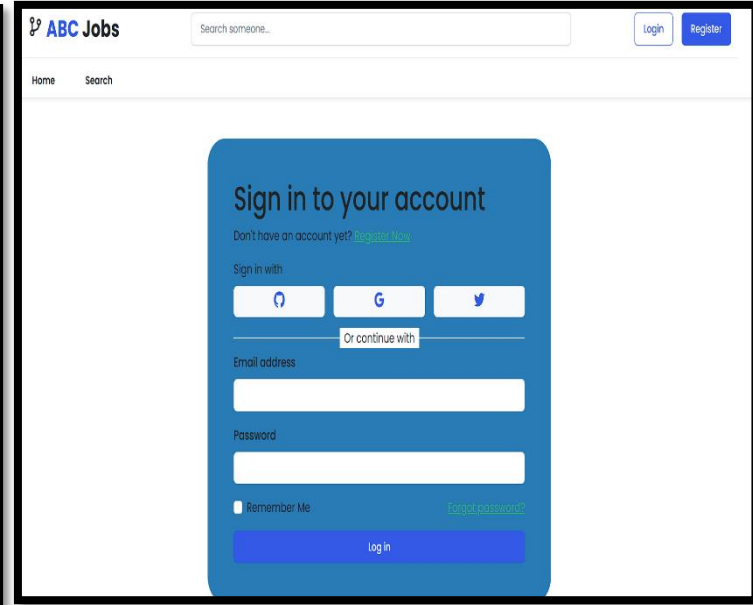 ABC Jobs
Search someone...
Login
Register
Home
Search
Sign in to your account
Don't have an account yet? Register Now
Sign in with
G
Or continue with
Email address
Password
Remember Me
Forgot password?
Log in